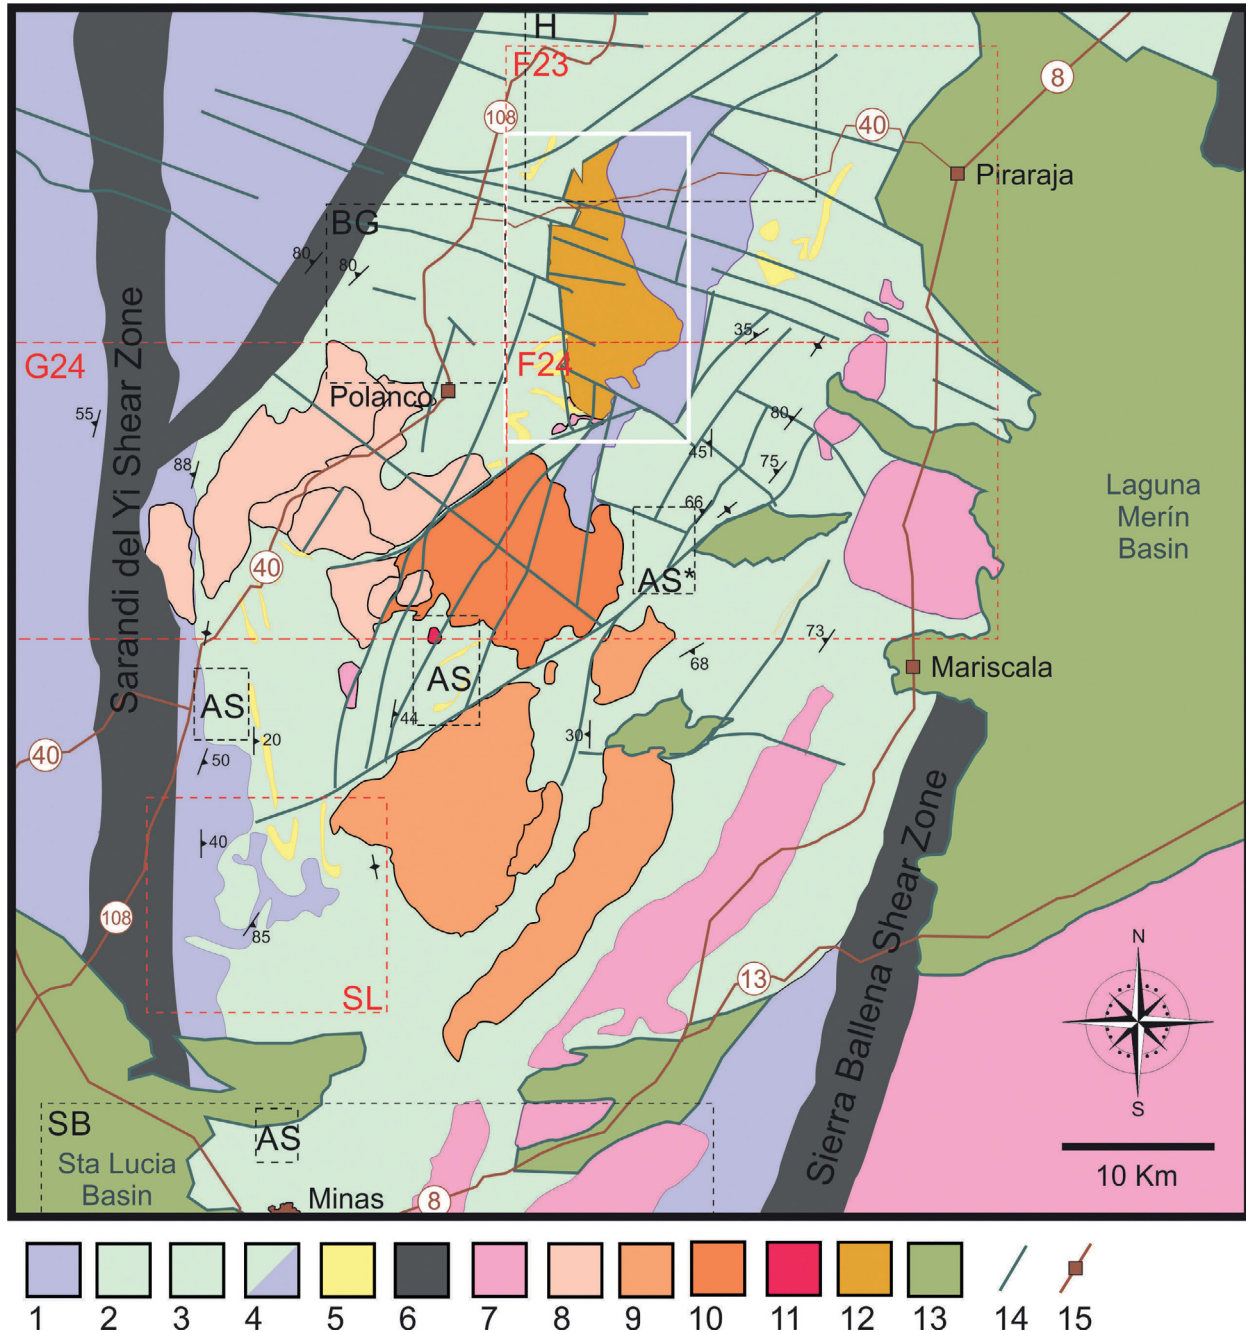 H
F23
108
8
40
Piraraja
BG
80
80
35
G24
F24
Polanco
55
80
45
75
88
66
Laguna
Merín
Basin
Sarandi del Yi Shear Zone
40
AS*
73
68
Mariscala
AS
AS
44
30
20
50
40
40
85
108
SL
13
Sierra Ballena Shear Zone
N
S
SB
AS
Sta Lucia
Basin
Minas
8
10 Km
1 2 3 4 5 6 7 8 9 10 11 12 13 14 15